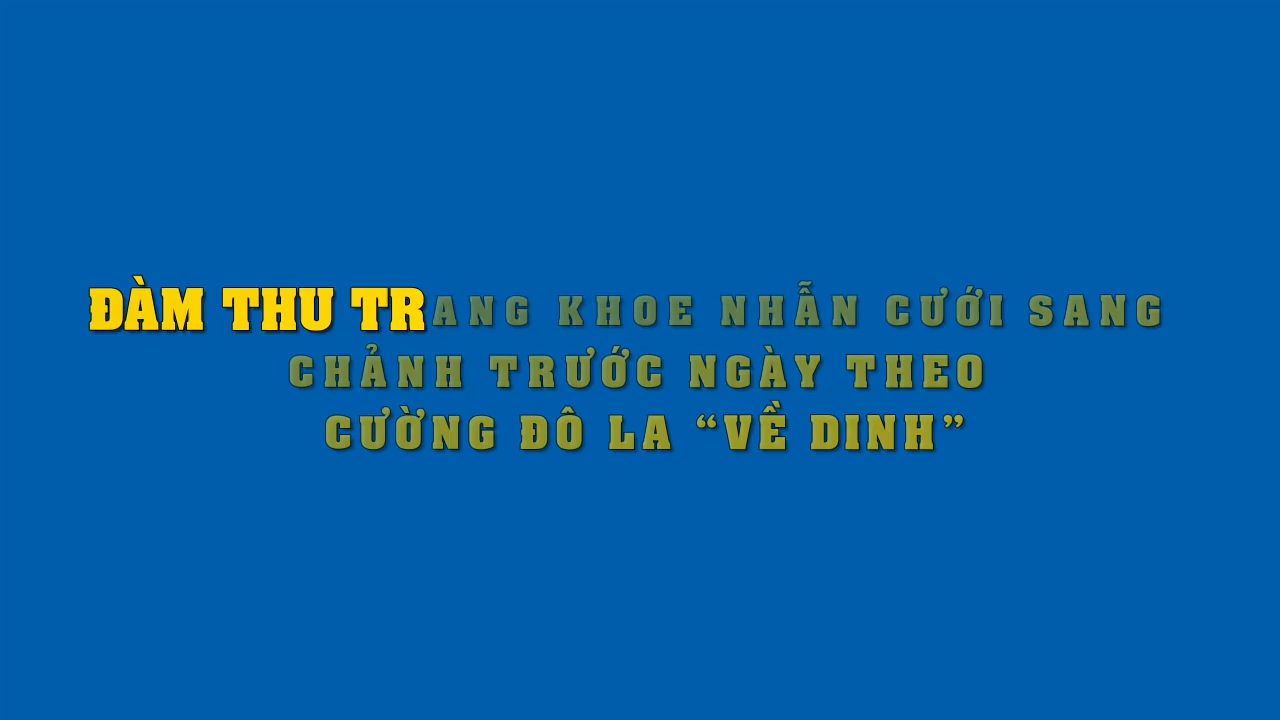 ĐÀM THU TRANG KHOE NHẪN CƯỚI SANG
CHẢNH TRƯỚC NGÀY THEO
CƯỜNG ĐÔ LA “VỀ DINH”